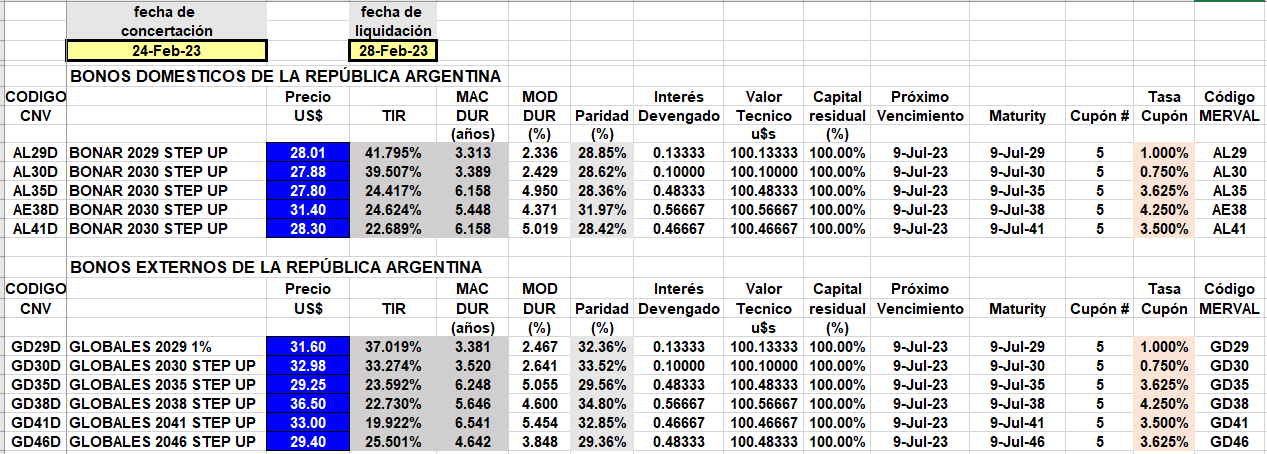 fecha de fecha de
concertación liquidación
24-Feb-23 28-Feb-23
BONOS DOMESTICOS DE LA REPÚBLICA ARGENTINA
CODIGO Precio MAC MOD Interés Valor Capital Próximo Tasa Código
CNV US$ TIR DUR DUR Paridad Devengado Tecnico residual Vencimiento Maturity Cupón # Cupón MERVAL
(años) (%) (%) u$s (%)
AL29D BONAR 2029 STEP UP 28.01 41.795% 3.313 2.336 28.85% 0.13333 100.13333 100.00% 9-Jul-23 9-Jul-29 5 1.000% AL29
AL30D BONAR 2030 STEP UP 27.88 39.507% 3.389 2.429 28.62% 0.10000 100.10000 100.00% 9-Jul-23 9-Jul-30 5 0.750% AL30
AL35D BONAR 2030 STEP UP 27.80 24.417% 6.158 4.950 28.36% 0.48333 100.48333 100.00% 9-Jul-23 9-Jul-35 5 3.625% AL35
AE38D BONAR 2030 STEP UP 31.40 24.624% 5.448 4.371 31.97% 0.56667 100.56667 100.00% 9-Jul-23 9-Jul-38 5 4.250% AE38
AL41D BONAR 2030 STEP UP 28.30 22.689% 6.158 5.019 28.42% 0.46667 100.46667 100.00% 9-Jul-23 9-Jul-41 5 3.500% AL41
BONOS EXTERNOS DE LA REPÚBLICA ARGENTINA
CODIGO Precio MAC MOD Interés Valor Capital Próximo Tasa Código
CNV US$ TIR DUR DUR Paridad Devengado Tecnico residual Vencimiento Maturity Cupón # Cupón MERVAL
(años) (%) (%) u$s (%)
GD29D GLOBALES 2029 1% 31.60 37.019% 3.381 2.467 32.36% 0.13333 100.13333 100.00% 9-Jul-23 9-Jul-29 5 1.000% GD29
GD30D GLOBALES 2030 STEP UP 32.98 33.274% 3.520 2.641 33.52% 0.10000 100.10000 100.00% 9-Jul-23 9-Jul-30 5 0.750% GD30
GD35D GLOBALES 2035 STEP UP 29.25 23.592% 6.248 5.055 29.56% 0.48333 100.48333 100.00% 9-Jul-23 9-Jul-35 5 3.625% GD35
GD38D GLOBALES 2038 STEP UP 36.50 22.730% 5.646 4.600 34.80% 0.56667 100.56667 100.00% 9-Jul-23 9-Jul-38 5 4.250% GD38
GD41D GLOBALES 2041 STEP UP 33.00 19.922% 6.541 5.454 32.85% 0.46667 100.46667 100.00% 9-Jul-23 9-Jul-41 5 3.500% GD41
GD46D GLOBALES 2046 STEP UP 29.40 25.501% 4.642 3.848 29.36% 0.48333 100.48333 100.00% 9-Jul-23 9-Jul-46 5 3.625% GD46